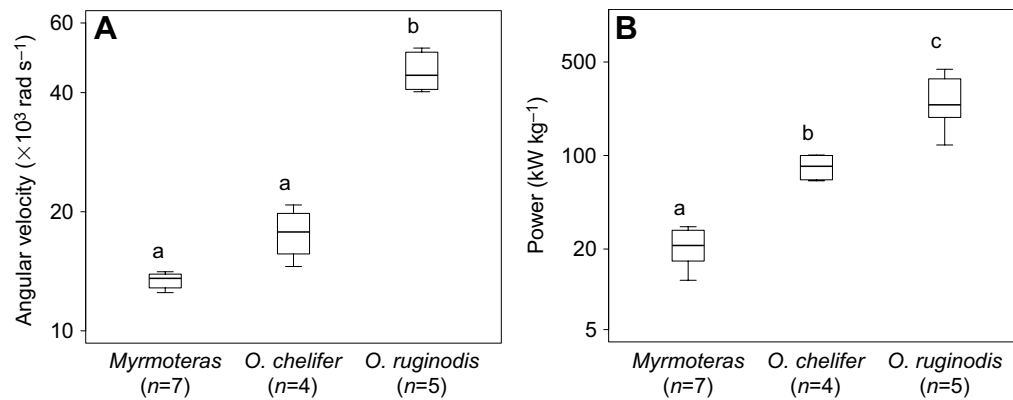 A
Angular velocity (×10³ rad s⁻¹)
60
40
20
10
a
a
b
Myrmoteras
(n=7)
O. chelifer
(n=4)
O. ruginodis
(n=5)
B
Power (kW kg⁻¹)
500
100
20
5
a
b
c
Myrmoteras
(n=7)
O. chelifer
(n=4)
O. ruginodis
(n=5)